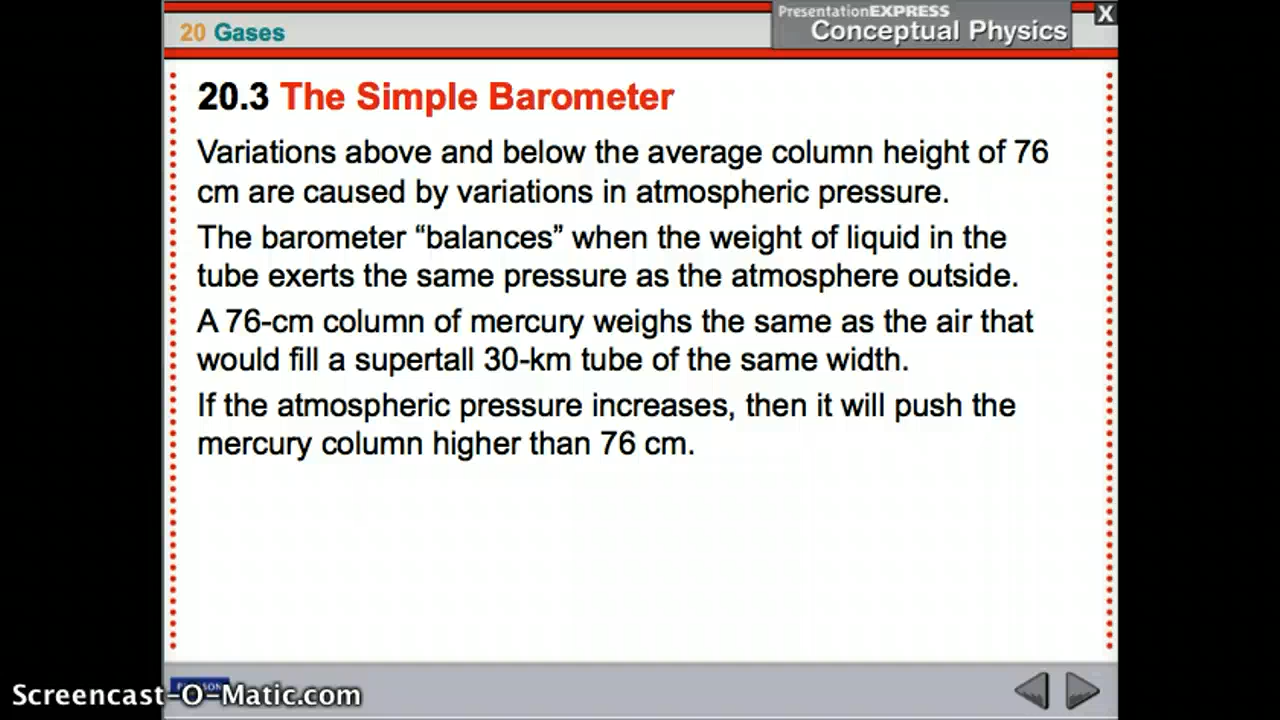 20 Gases
PresentationEXPRESS
Conceptual Physics
X
20.3 The Simple Barometer
Variations above and below the average column height of 76
cm are caused by variations in atmospheric pressure.
The barometer “balances” when the weight of liquid in the
tube exerts the same pressure as the atmosphere outside.
A 76-cm column of mercury weighs the same as the air that
would fill a supertall 30-km tube of the same width.
If the atmospheric pressure increases, then it will push the
mercury column higher than 76 cm.
Screencast-O-Matic.com